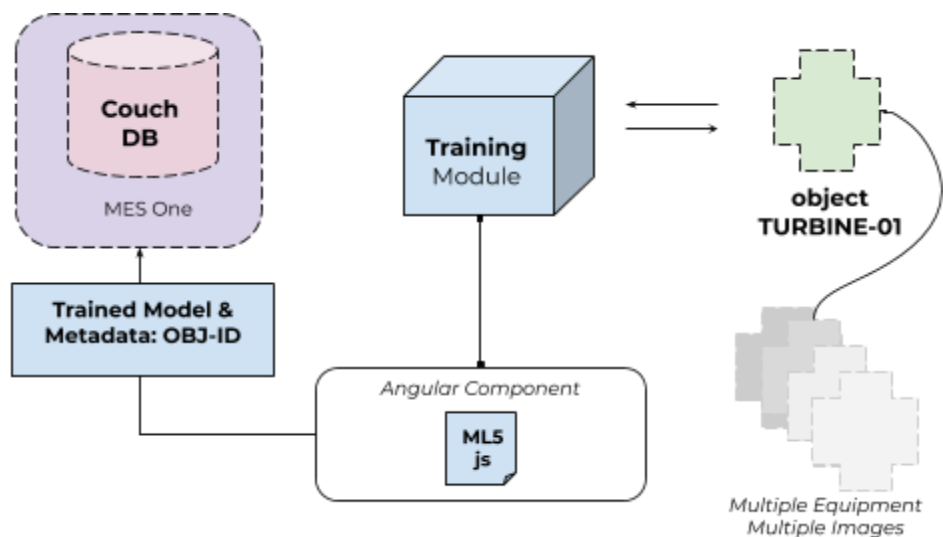 Couch
DB
MES One
Training
Module
object
TURBINE-01
Trained Model &
Metadata: OBJ-ID
Angular Component
ML5
js
Multiple Equipment
Multiple Images